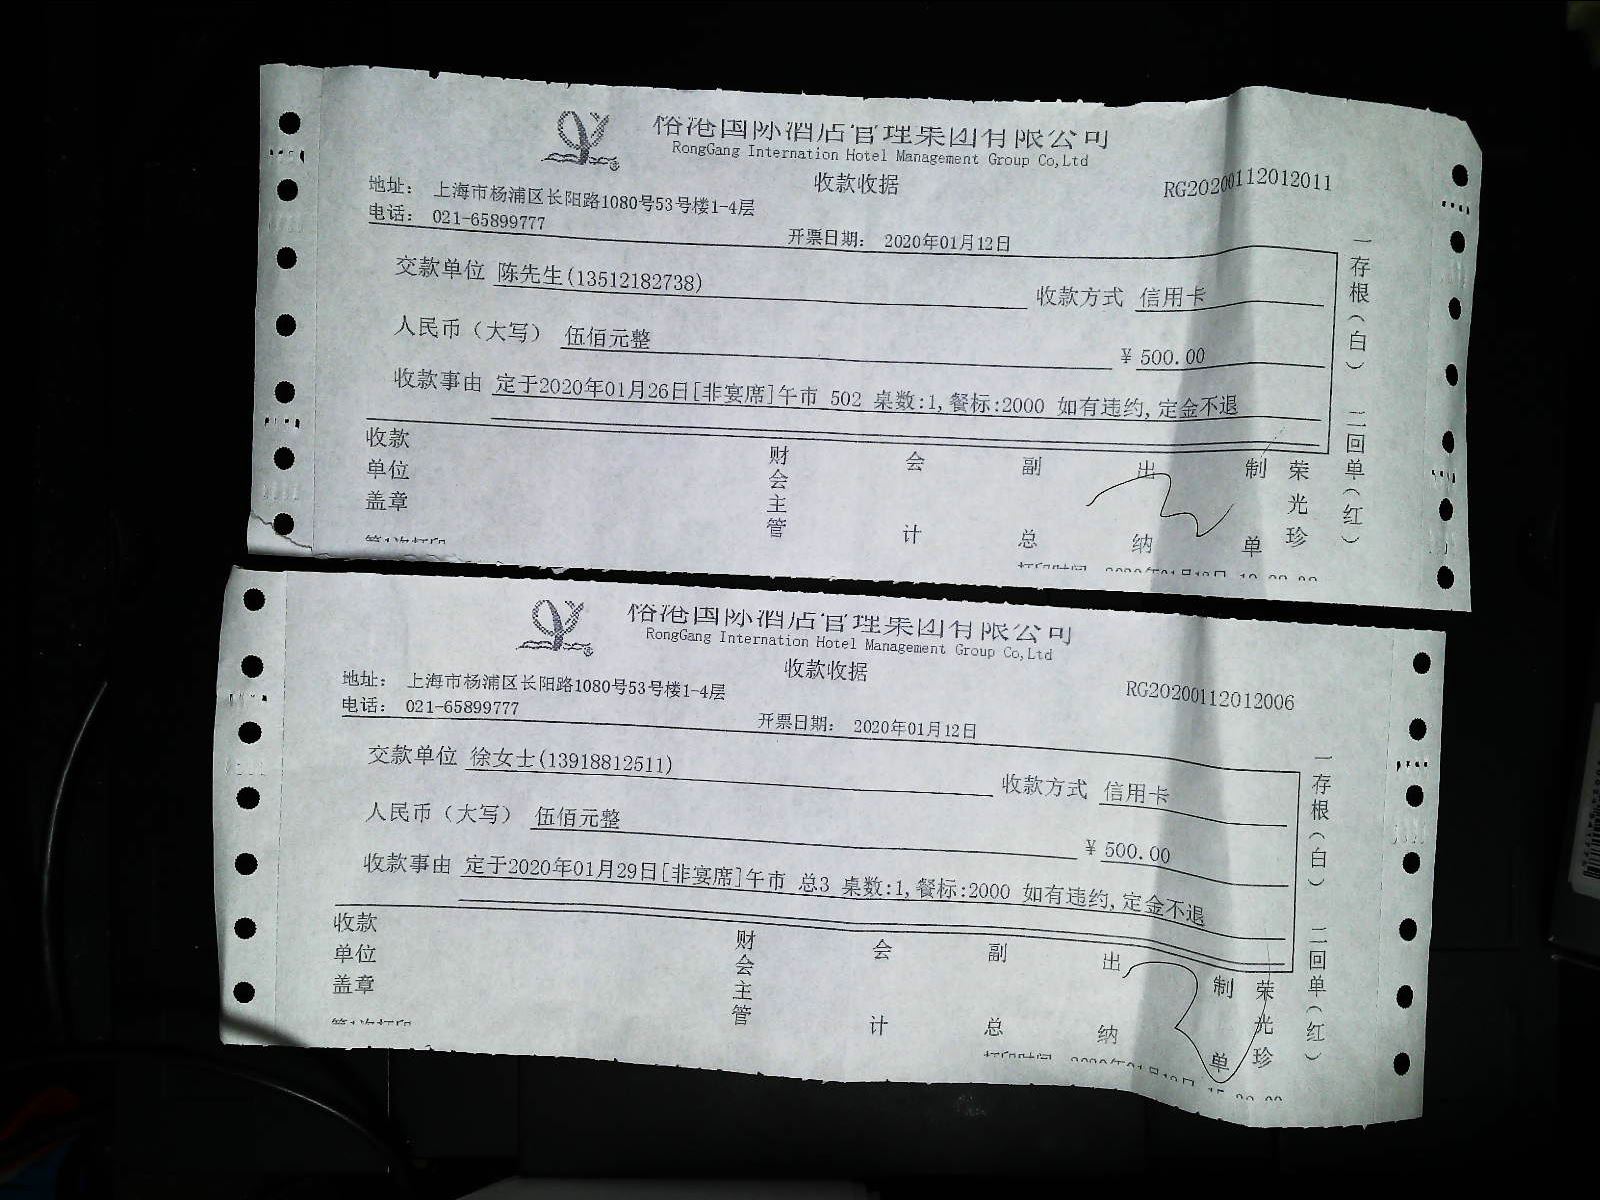 榕港国际酒店管理集团有限公司
RongGang Internation Hotel Management Group Co,Ltd
收款收据
RG20200112012011
地址： 上海市杨浦区长阳路1080号53号楼1-4层
电话： 021-65899777
开票日期： 2020年01月12日
交款单位 陈先生(13512182738)
收款方式 信用卡
人民币（大写） 伍佰元整
¥ 500.00
收款事由 定于2020年01月26日[非宴席]午市 502 桌数:1,餐标:2000 如有违约,定金不退
一存根（白） 二回单（红）
收款单位盖章
财会主管
会计
副总
出纳
制单
荣光珍
第1次打印
榕港国际酒店管理集团有限公司
RongGang Internation Hotel Management Group Co,Ltd
收款收据
RG20200112012006
地址： 上海市杨浦区长阳路1080号53号楼1-4层
电话： 021-65899777
开票日期： 2020年01月12日
交款单位 徐女士(13918812511)
收款方式 信用卡
人民币（大写） 伍佰元整
¥ 500.00
收款事由 定于2020年01月29日[非宴席]午市 总3 桌数:1,餐标:2000 如有违约,定金不退
一存根（白） 二回单（红）
收款单位盖章
财会主管
会计
副总
出纳
制单
荣光珍
第1次打印